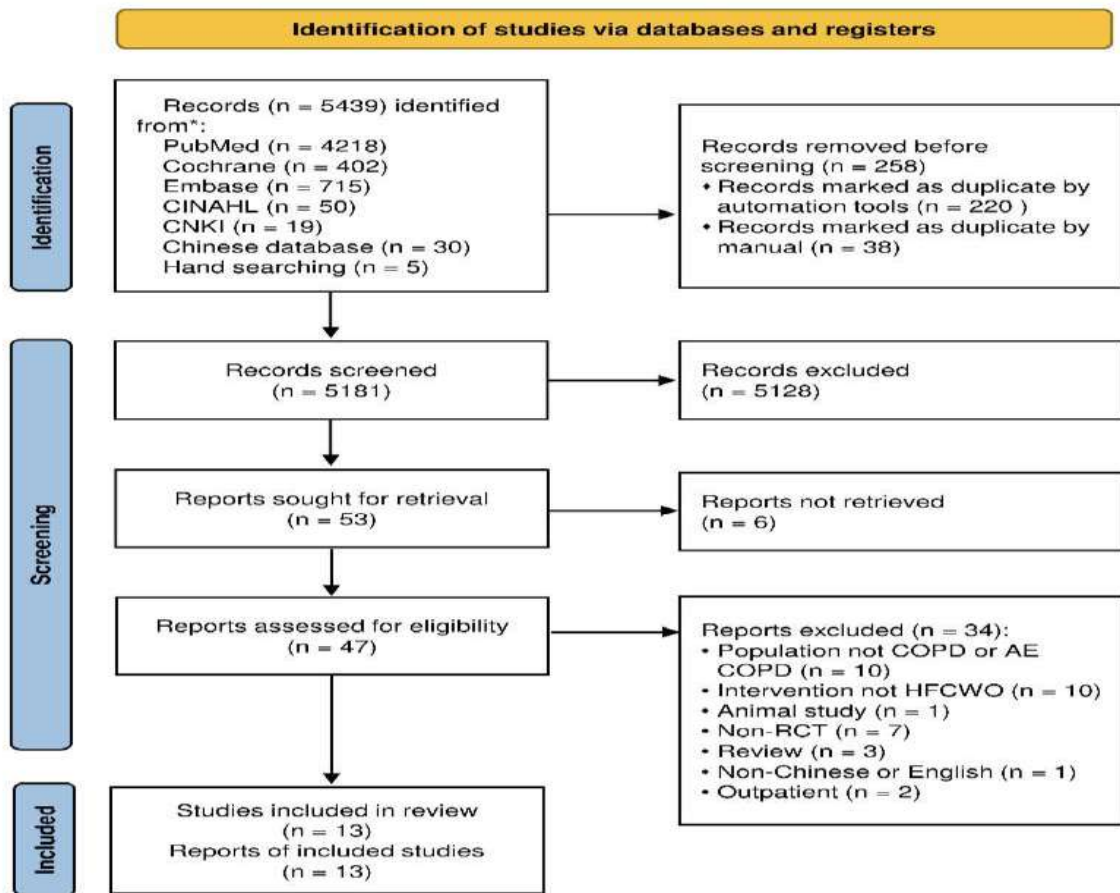 Identification of studies via databases and registers
Identification
Records (n = 5439) identified
from*:
PubMed (n = 4218)
Cochrane (n = 402)
Embase (n = 715)
CINAHL (n = 50)
CNKI (n = 19)
Chinese database (n = 30)
Hand searching (n = 5)
Records removed before
screening (n = 258)
• Records marked as duplicate by
automation tools (n = 220 )
• Records marked as duplicate by
manual (n = 38)
Screening
Records screened
(n = 5181)
Records excluded
(n = 5128)
Reports sought for retrieval
(n = 53)
Reports not retrieved
(n = 6)
Reports assessed for eligibility
(n = 47)
Reports excluded (n = 34):
• Population not COPD or AE
COPD (n = 10)
• Intervention not HFCWO (n = 10)
• Animal study (n = 1)
• Non-RCT (n = 7)
• Review (n = 3)
• Non-Chinese or English (n = 1)
• Outpatient (n = 2)
Included
Studies included in review
(n = 13)
Reports of included studies
(n = 13)